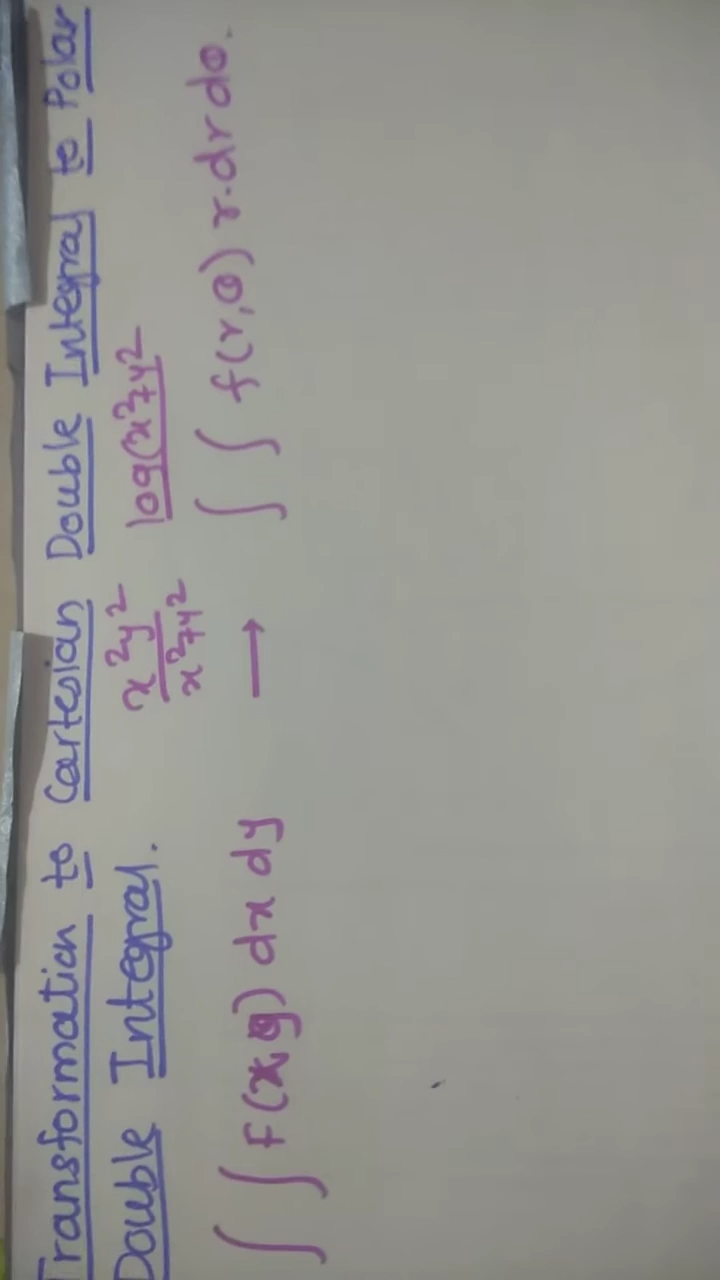 Transformation to Cartesian Double Integral to Polar
Double Integral. x²y²/x²+y² log(x²+y²
∫∫ f(x,y) dx dy → ∫∫ f(r,θ) r.dr dθ.